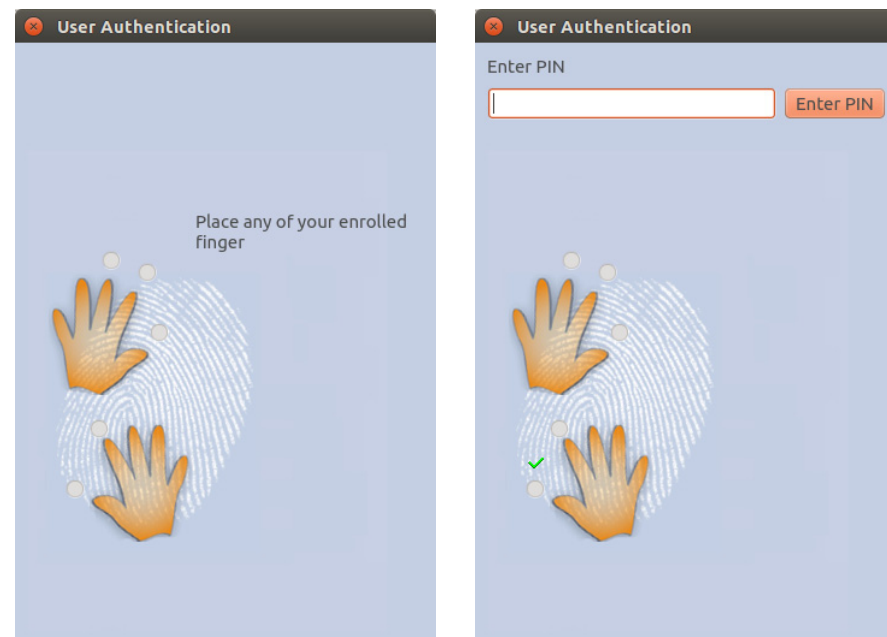 User Authentication
Place any of your enrolled
finger
User Authentication
Enter PIN
Enter PIN